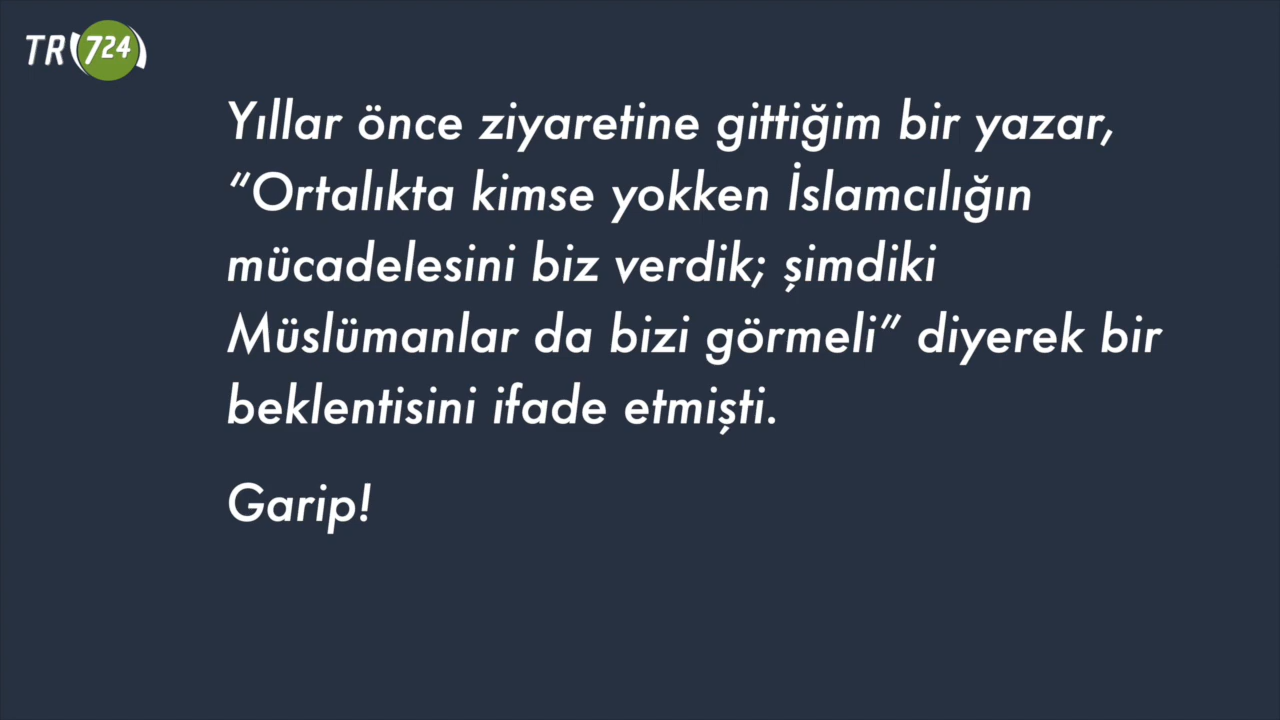 TR724
Yıllar önce ziyaretine gittiğim bir yazar,
“Ortalıkta kimse yokken İslamcılığın
mücadelesini biz verdik; şimdiki
Müslümanlar da bizi görmeli” diyerek bir
beklentisini ifade etmişti.
Garip!